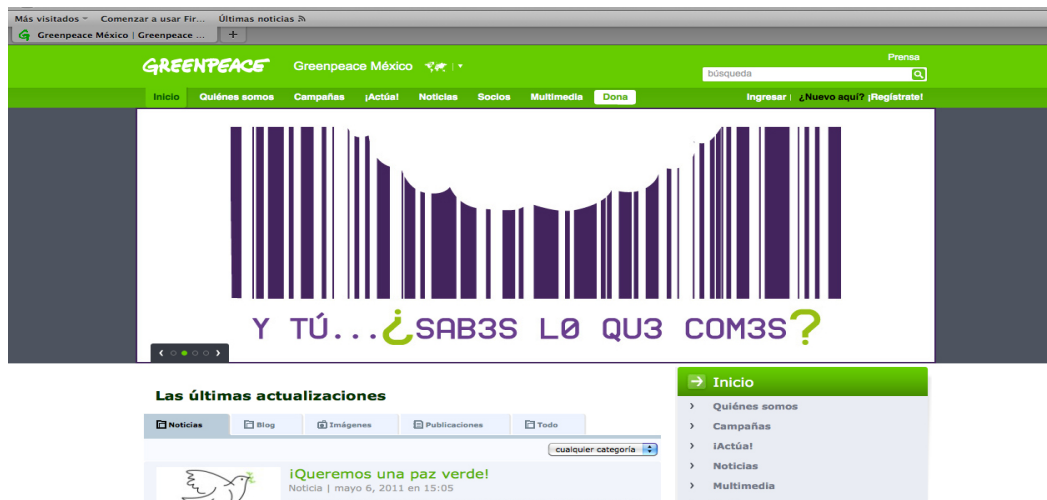 Más visitados Comenzar a usar Fir... Últimas noticias
Greenpeace México | Greenpeace ... +
GREENPEACE Greenpeace México
Prensa
búsqueda
Inicio Quiénes somos Campañas ¡Actúa! Noticias Socios Multimedia Dona Ingresar | ¿Nuevo aquí? ¡Regístrate!
Y TÚ...¿SAB3S LØ QU3 COM3S?
Las últimas actualizaciones
Noticias Blog Imágenes Publicaciones Todo
cualquier categoría
¡Queremos una paz verde!
Noticia | mayo 6, 2011 en 15:05
Inicio
Quiénes somos
Campañas
¡Actúa!
Noticias
Multimedia